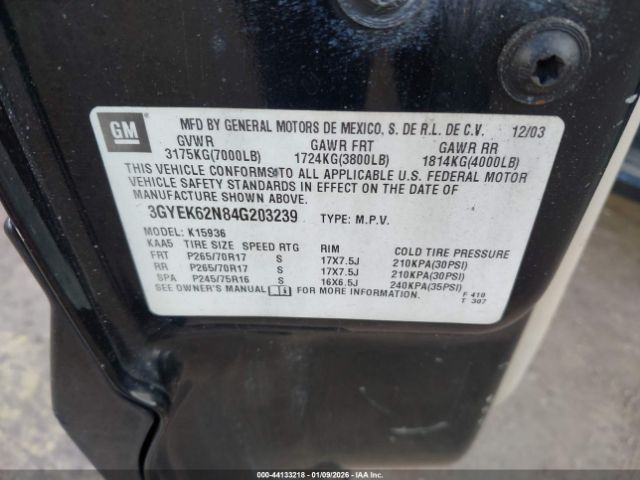 GM
MFD BY GENERAL MOTORS DE MEXICO, S. DE R.L. DE C.V. 12/03
GVWR GAWR FRT GAWR RR
3175KG(7000LB) 1724KG(3800LB) 1814KG(4000LB)
THIS VEHICLE CONFORMS TO ALL APPLICABLE U.S. FEDERAL MOTOR
VEHICLE SAFETY STANDARDS IN EFFECT ON THE DATE OF
MANUFACTURE SHOWN ABOVE.
3GYEK62N84G203239 TYPE: M.P.V.
MODEL: K15936
KAA5 TIRE SIZE SPEED RTG RIM COLD TIRE PRESSURE
FRT P265/70R17 S 17X7.5J 210KPA(30PSI)
RR P265/70R17 S 17X7.5J 210KPA(30PSI)
SPA P245/75R16 S 16X6.5J 240KPA(35PSI)
SEE OWNER'S MANUAL FOR MORE INFORMATION. F 410
T 307
000-44133218 | 01/09/2026 | IAAI.COM